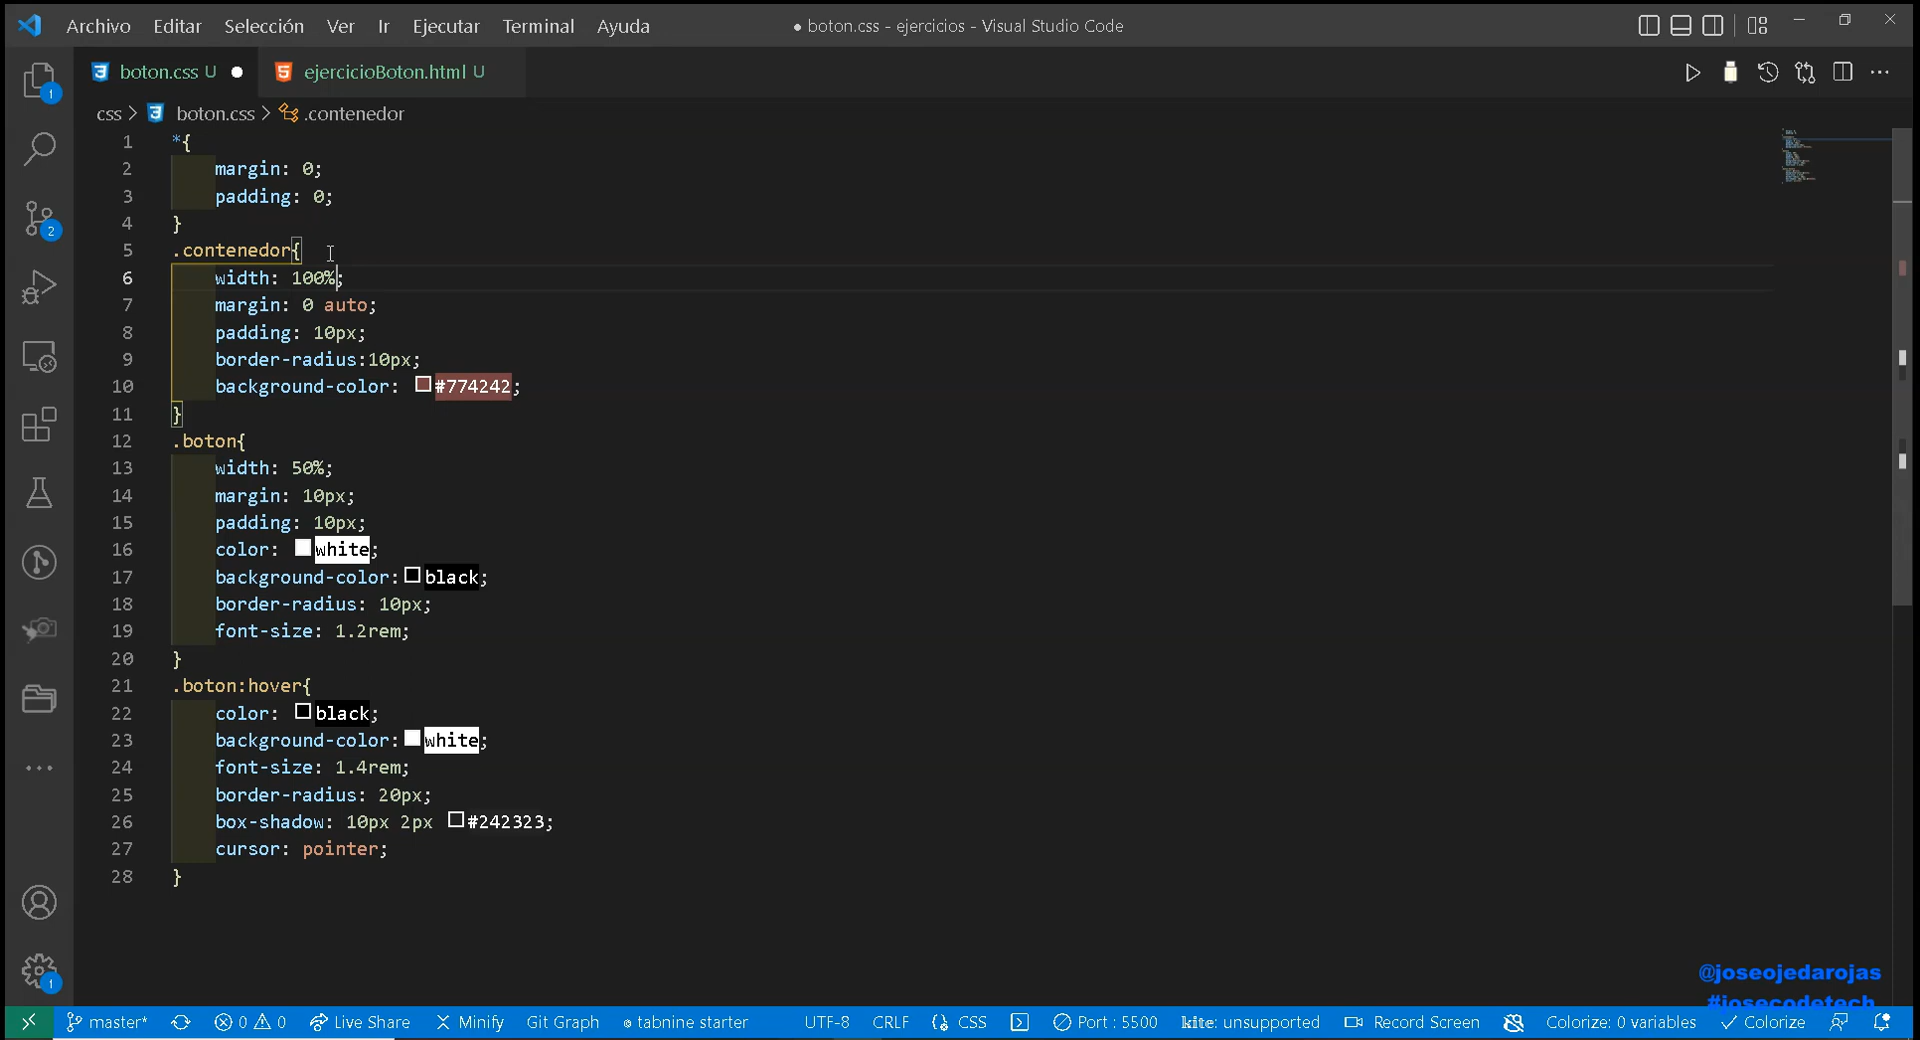 Archivo Editar Selección Ver Ir Ejecutar Terminal Ayuda ● boton.css - ejercicios - Visual Studio Code
boton.css U ● ejercicioBoton.html U
css > boton.css > .contenedor
1 *{
2 margin: 0;
3 padding: 0;
4 }
5 .contenedor{
6 width: 100%;
7 margin: 0 auto;
8 padding: 10px;
9 border-radius:10px;
10 background-color: #774242;
11 }
12 .boton{
13 width: 50%;
14 margin: 10px;
15 padding: 10px;
16 color: white;
17 background-color: black;
18 border-radius: 10px;
19 font-size: 1.2rem;
20 }
21 .boton:hover{
22 color: black;
23 background-color: white;
24 font-size: 1.4rem;
25 border-radius: 20px;
26 box-shadow: 10px 2px #242323;
27 cursor: pointer;
28 }
1
2
1
@joseojedarojas
#josecodetech
master* 0 0 Live Share Minify Git Graph tabnine starter UTF-8 CRLF {} CSS Port : 5500 kite: unsupported Record Screen Colorize: 0 variables Colorize